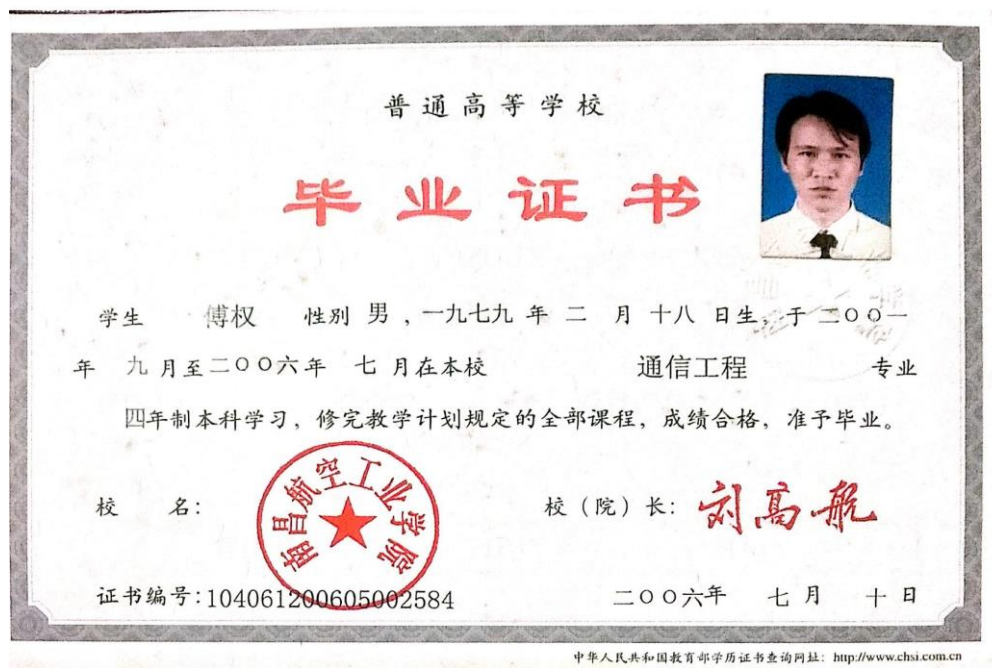 普通高等学校
毕业证书
学生 傅权 性别 男 , 一九七九 年 二 月 十八 日生 于 二〇〇一
年 九 月至二〇〇六年 七 月在本校 通信工程 专业
四年制本科学习，修完教学计划规定的全部课程，成绩合格，准予毕业。
校 名：
南昌航空工业学院
校（院）长：刘高航
证书编号：104061200605002584
二〇〇六年 七 月 十 日
中华人民共和国教育部学历证书查询网址：http://www.chsi.com.cn